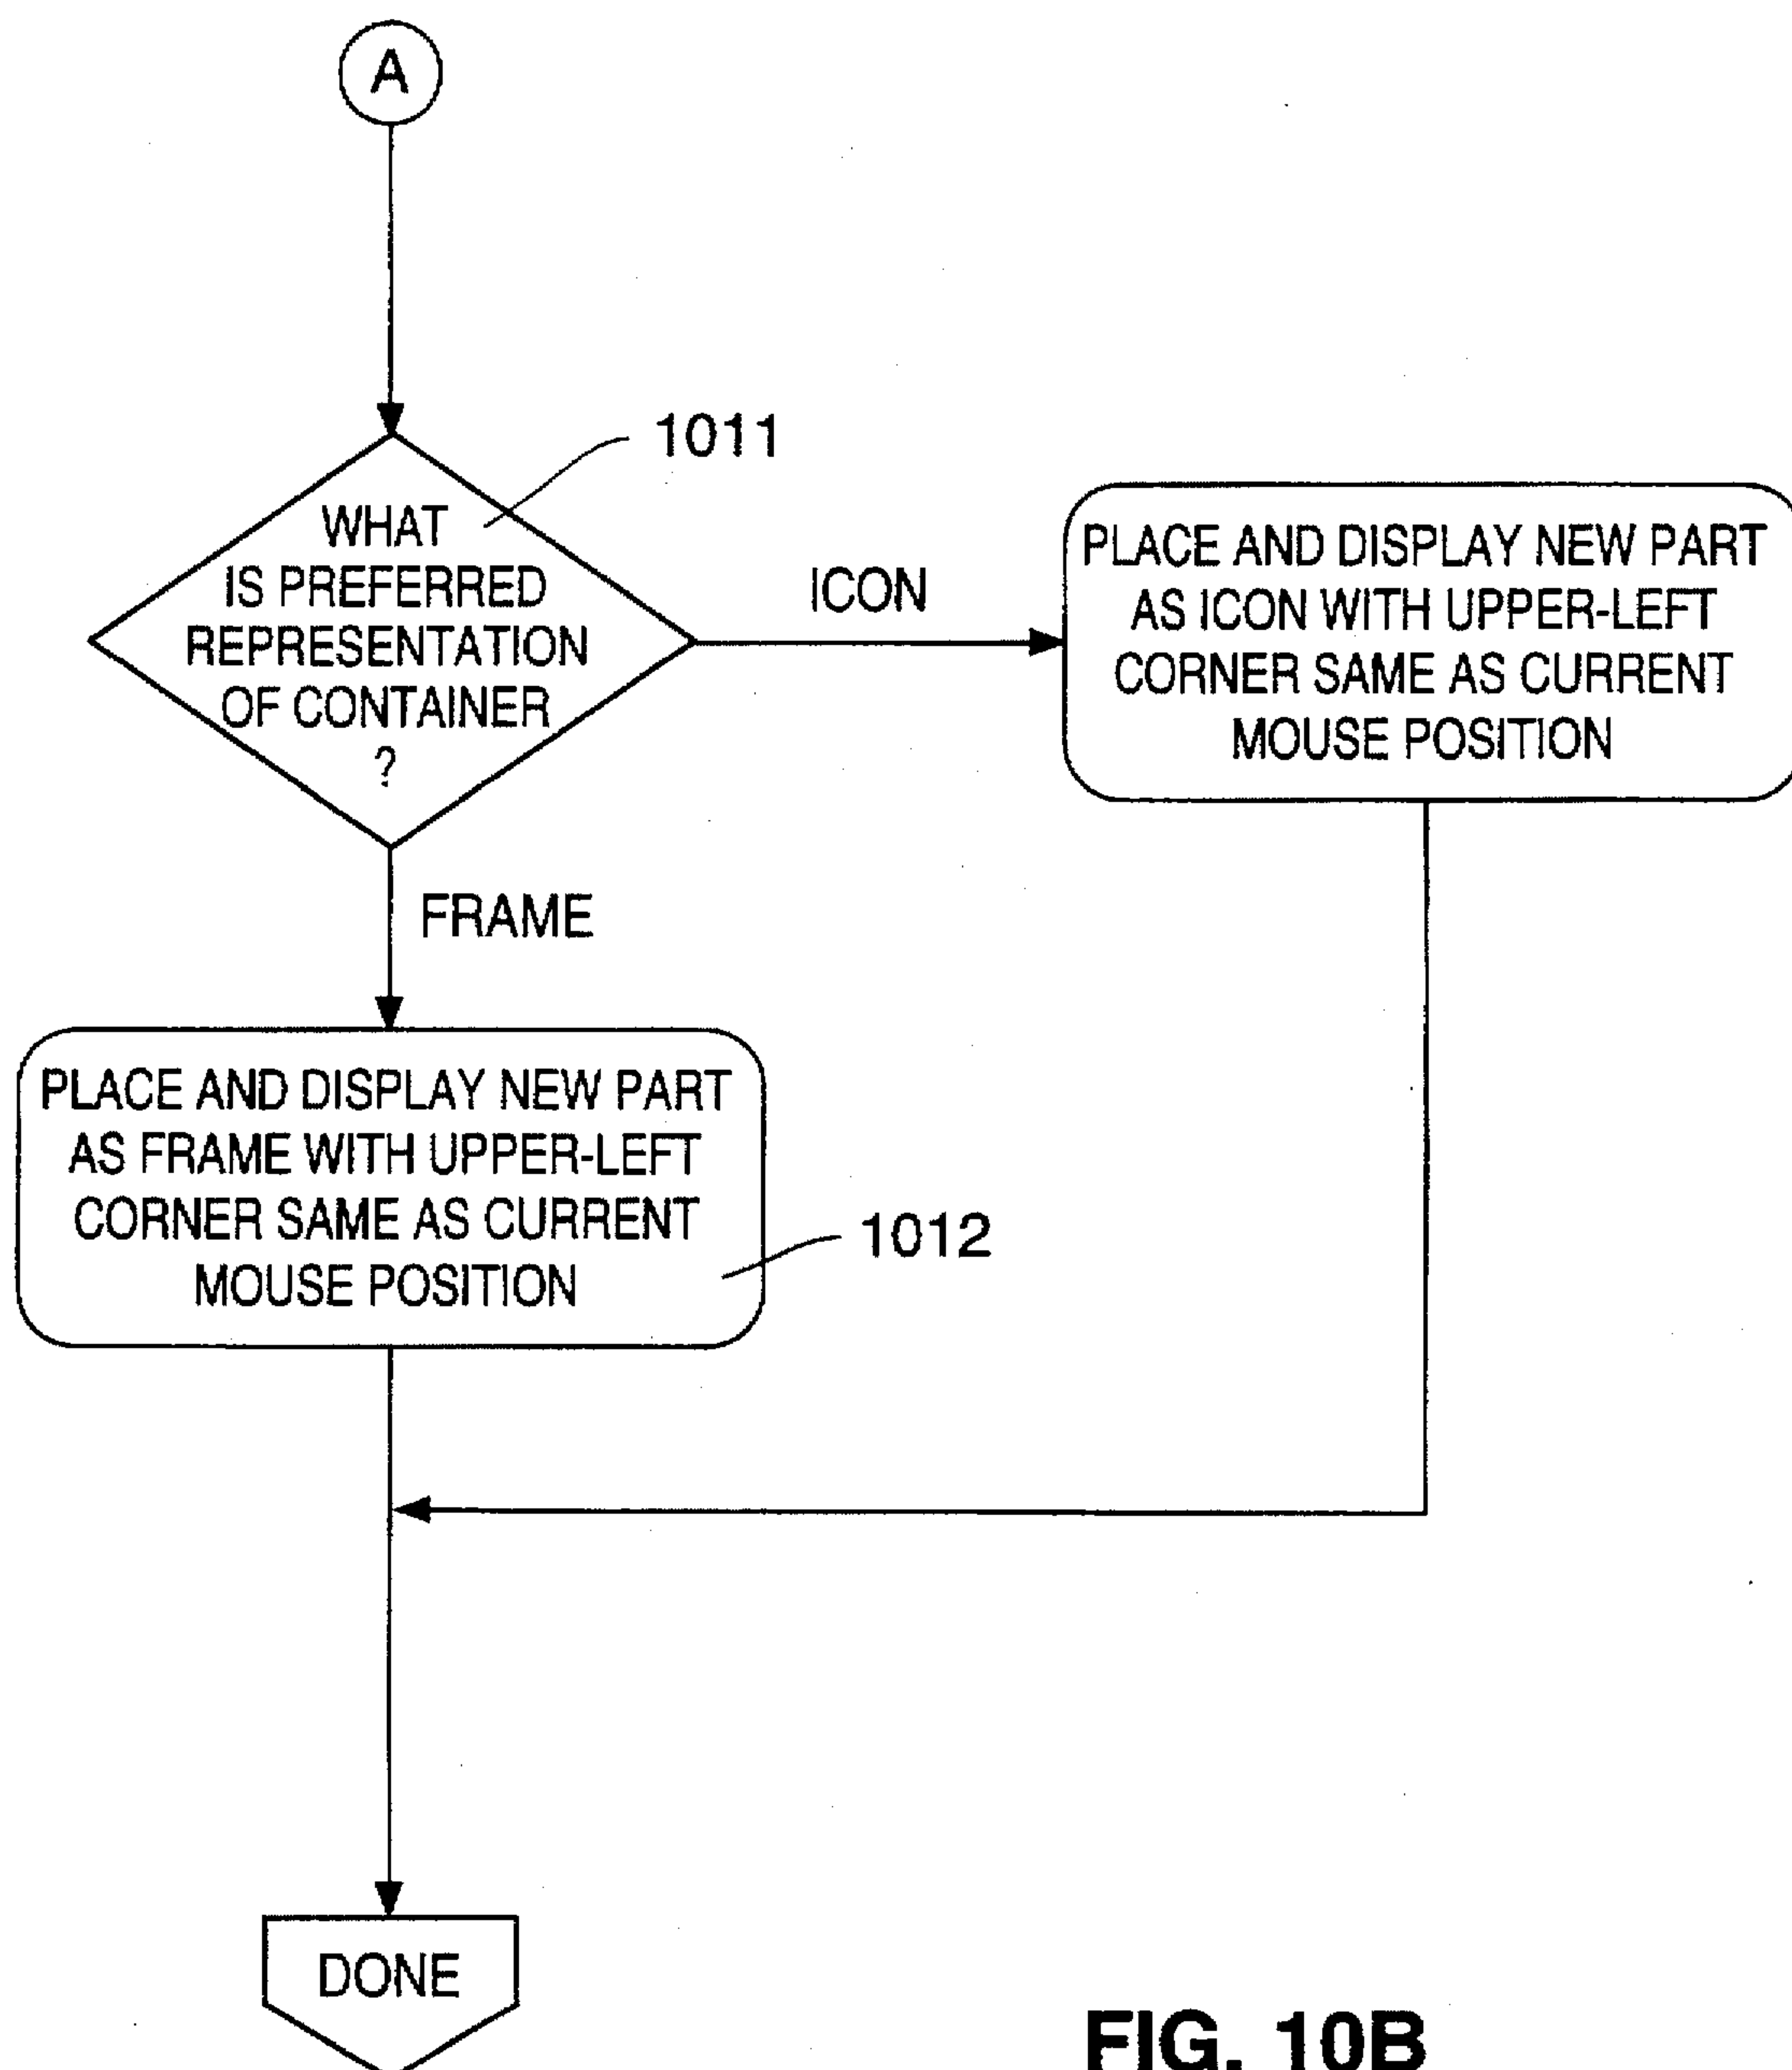 A
1011
WHAT
IS PREFERRED
REPRESENTATION
OF CONTAINER
?
ICON
PLACE AND DISPLAY NEW PART
AS ICON WITH UPPER-LEFT
CORNER SAME AS CURRENT
MOUSE POSITION
FRAME
PLACE AND DISPLAY NEW PART
AS FRAME WITH UPPER-LEFT
CORNER SAME AS CURRENT
MOUSE POSITION
1012
DONE
FIG. 10B